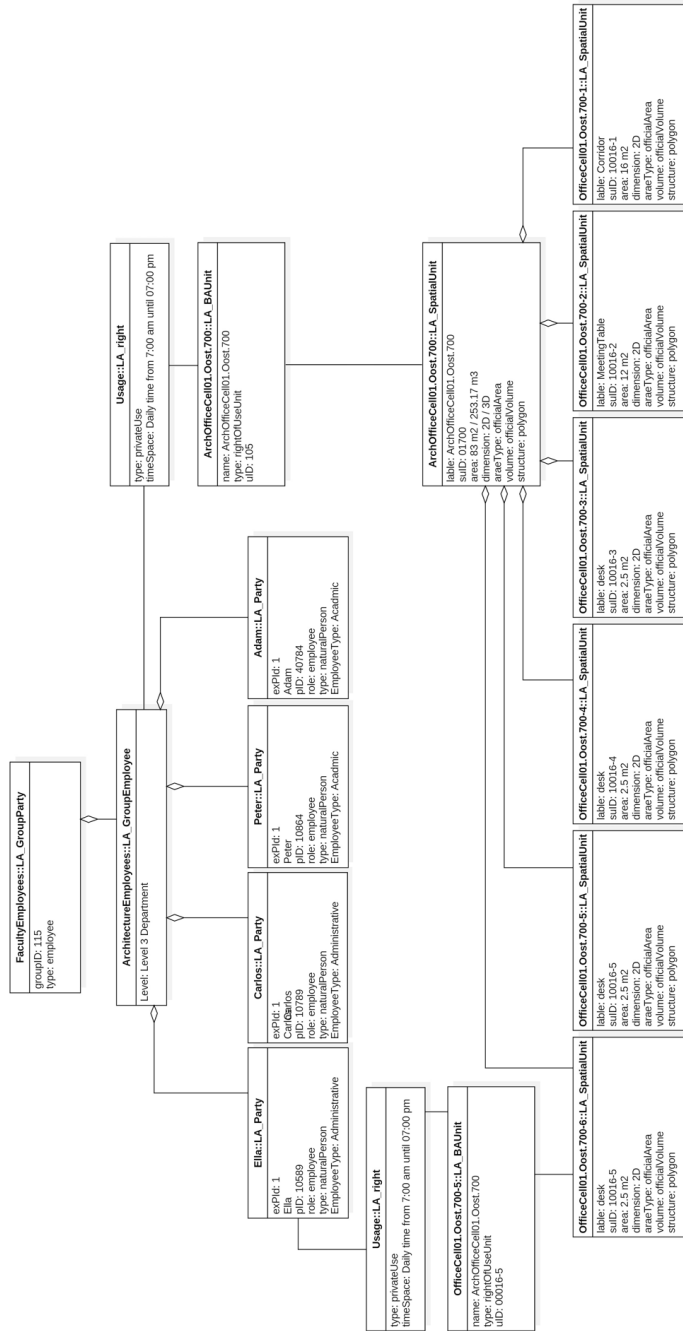 FacultyEmployees::LA_GroupParty
groupID: 115
type: employee
ArchitectureEmployees::LA_GroupEmployee
Level: Level 3 Department
Ella::LA_Party
exPId: 1
Ella
pID: 10589
role: employee
type: naturalPerson
EmployeeType: Administrative
Carlos::LA_Party
exPId: 1
Carlos
pID: 10789
role: employee
type: naturalPerson
EmployeeType: Administrative
Peter::LA_Party
exPId: 1
Peter
pID: 10864
role: employee
type: naturalPerson
EmployeeType: Acadmic
Adam::LA_Party
exPId: 1
Adam
pID: 40784
role: employee
type: naturalPerson
EmployeeType: Acadmic
Usage::LA_right
type: privateUse
timeSpace: Daily time from 7:00 am until 07:00 pm
ArchOfficeCell01.Oost.700::LA_BAUnit
name: ArchOfficeCell01.Oost.700
type: rightOfUseUnit
uID: 105
Usage::LA_right
type: privateUse
timeSpace: Daily time from 7:00 am until 07:00 pm
OfficeCell01.Oost.700-5::LA_BAUnit
name: ArchOfficeCell01.Oost.700
type: rightOfUseUnit
uID: 00016-5
ArchOfficeCell01.Oost.700::LA_SpatialUnit
lable: ArchOfficeCell01.Oost.700
suID: 01700
area: 83 m2 / 253.17 m3
dimension: 2D / 3D
araeType: officialArea
volume: officialVolume
structure: polygon
OfficeCell01.Oost.700-6::LA_SpatialUnit
lable: desk
suID: 10016-5
area: 2.5 m2
dimension: 2D
araeType: officialArea
volume: officialVolume
structure: polygon
OfficeCell01.Oost.700-5::LA_SpatialUnit
lable: desk
suID: 10016-5
area: 2.5 m2
dimension: 2D
araeType: officialArea
volume: officialVolume
structure: polygon
OfficeCell01.Oost.700-4::LA_SpatialUnit
lable: desk
suID: 10016-4
area: 2.5 m2
dimension: 2D
araeType: officialArea
volume: officialVolume
structure: polygon
OfficeCell01.Oost.700-3::LA_SpatialUnit
lable: desk
suID: 10016-3
area: 2.5 m2
dimension: 2D
araeType: officialArea
volume: officialVolume
structure: polygon
OfficeCell01.Oost.700-2::LA_SpatialUnit
lable: MeetingTable
suID: 10016-2
area: 12 m2
dimension: 2D
araeType: officialArea
volume: officialVolume
structure: polygon
OfficeCell01.Oost.700-1::LA_SpatialUnit
lable: Corridor
suID: 10016-1
area: 16 m2
dimension: 2D
araeType: officialArea
volume: officialVolume
structure: polygon